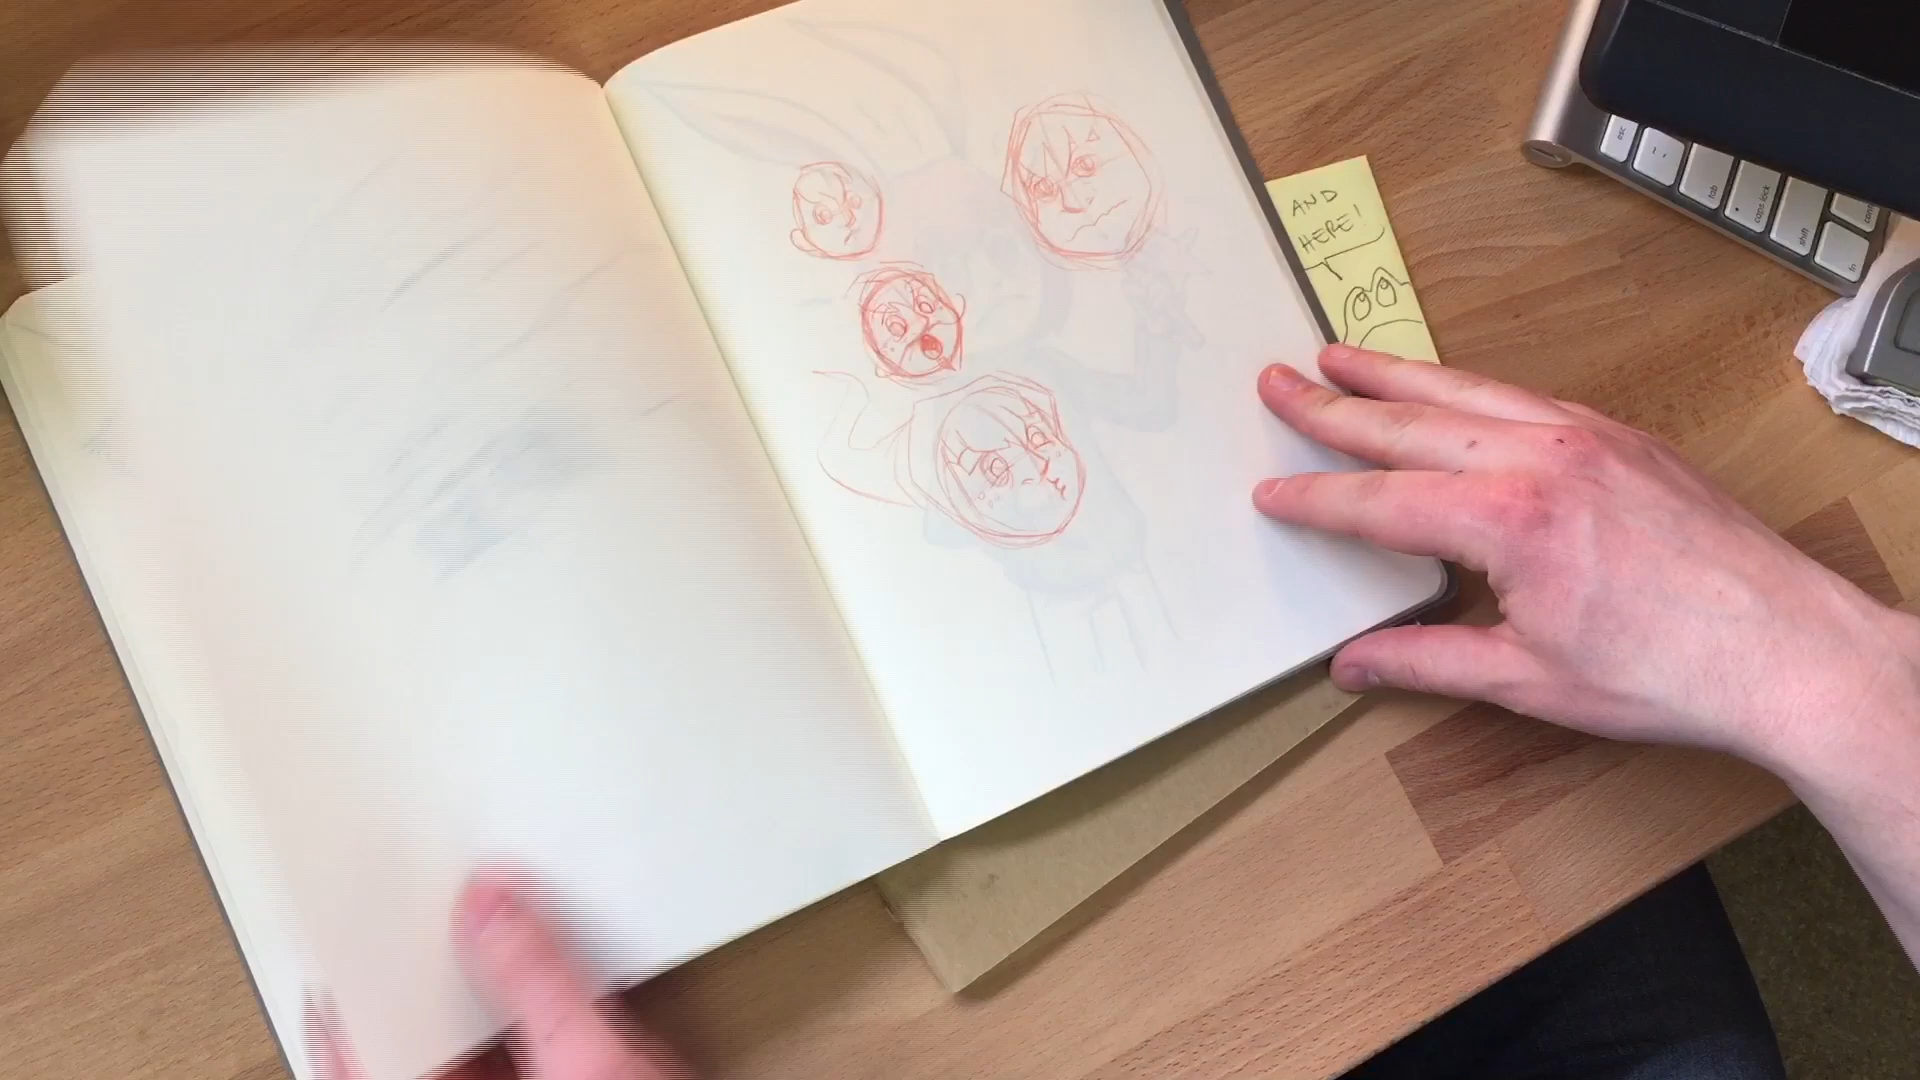 AND
HERE!
esc
tab
caps lock
shift
fn